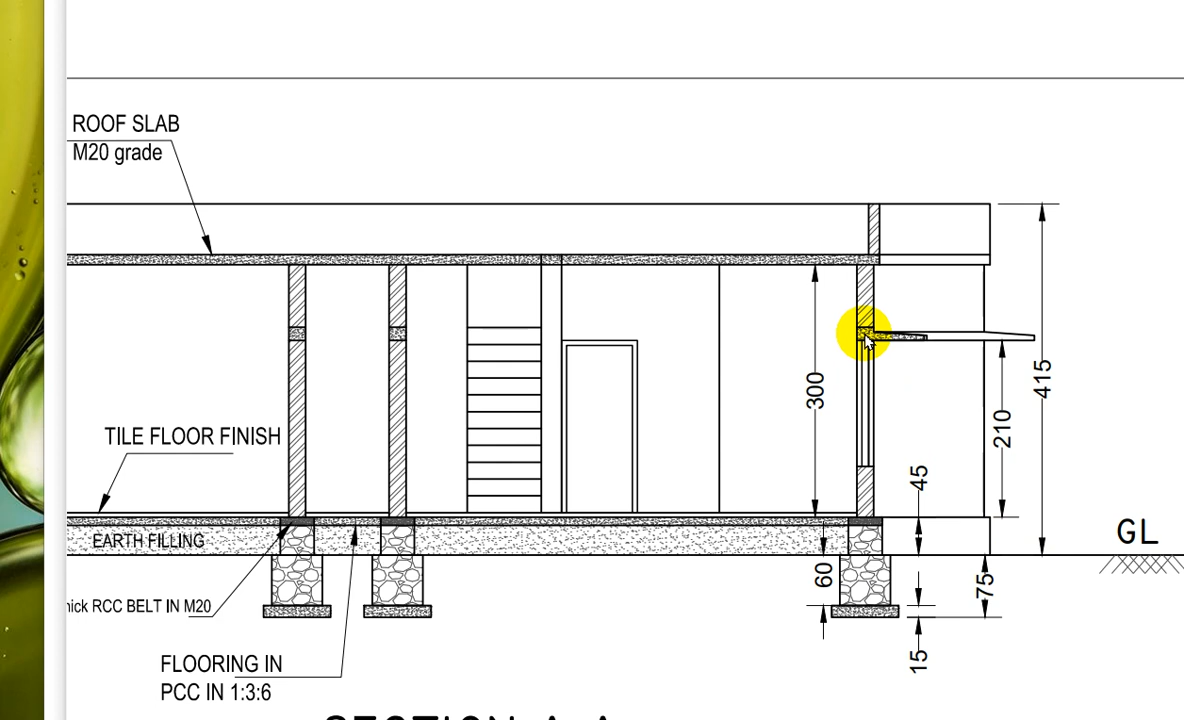 ROOF SLAB
M20 grade
300
415
210
TILE FLOOR FINISH
45
EARTH FILLING
GL
60
75
RCC BELT IN M20
15
FLOORING IN
PCC IN 1:3:6